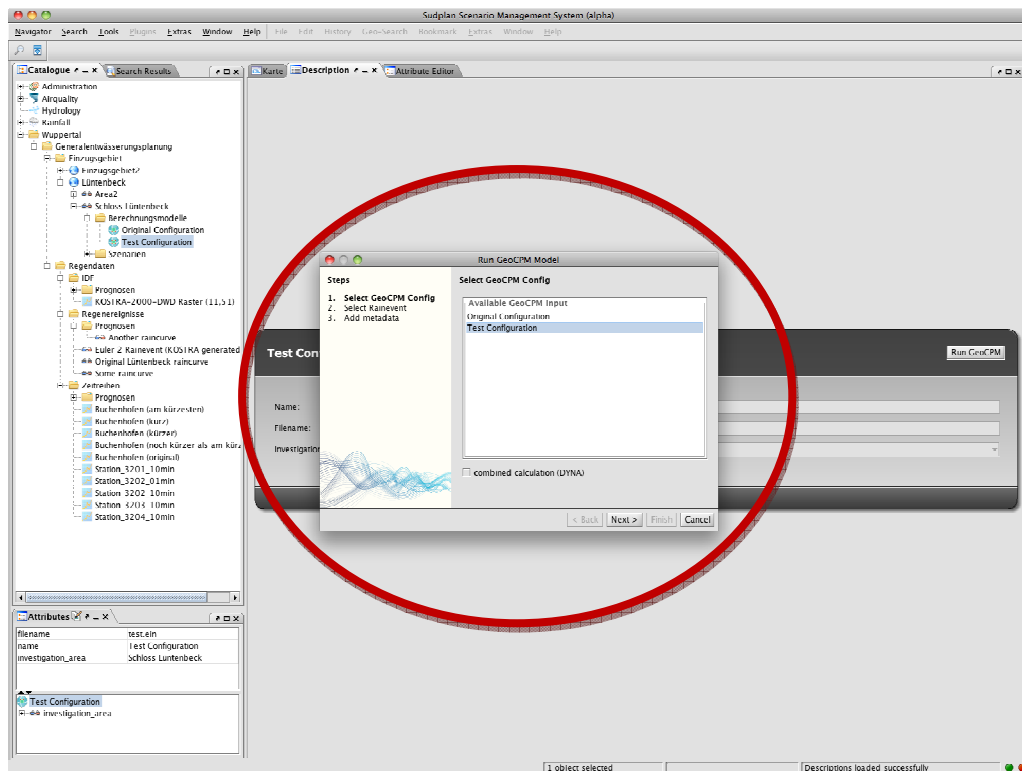 Sudplan Scenario Management System (alpha)
Navigator Search Tools Plugins Extras Window Help File Edit History Geo-Search Bookmark Extras Window Help
Catalogue Search Results
Karte Description Attribute Editor
Administration
Airquality
Hydrology
Rainfall
Wuppertal
Generalentwässerungsplanung
Einzugsgebiet
Einzugsgebiet2
Lüntenbeck
Area2
Schloss Lüntenbeck
Berechnungsmodelle
Original Configuration
Test Configuration
Szenarien
Regendaten
IDF
Prognosen
KOSTRA-2000-DWD Raster (11,51)
Regenereignisse
Prognosen
Another raincurve
Euler 2 Rainevent (KOSTRA generated
Original Lüntenbeck raincurve
Some raincurve
Zeitreihen
Prognosen
Buchenhofen (am kürzesten)
Buchenhofen (kurz)
Buchenhofen (kürzer)
Buchenhofen (noch kürzer als am kürz
Buchenhofen (original)
Station_3201_10min
Station_3202_01min
Station_3202_10min
Station_3203_10min
Station_3204_10min
Run GeoCPM Model
Steps
1. Select GeoCPM Config
2. Select Rainevent
3. Add metadata
Select GeoCPM Config
Available GeoCPM Input
Original Configuration
Test Configuration
combined calculation (DYNA)
< Back Next > Finish Cancel
Test Con
Run GeoCPM
Name:
Filename:
Investigation
Attributes
filename test.ein
name Test Configuration
investigation_area Schloss Lüntenbeck
Test Configuration
investigation_area
1 object selected
Descriptions loaded successfully